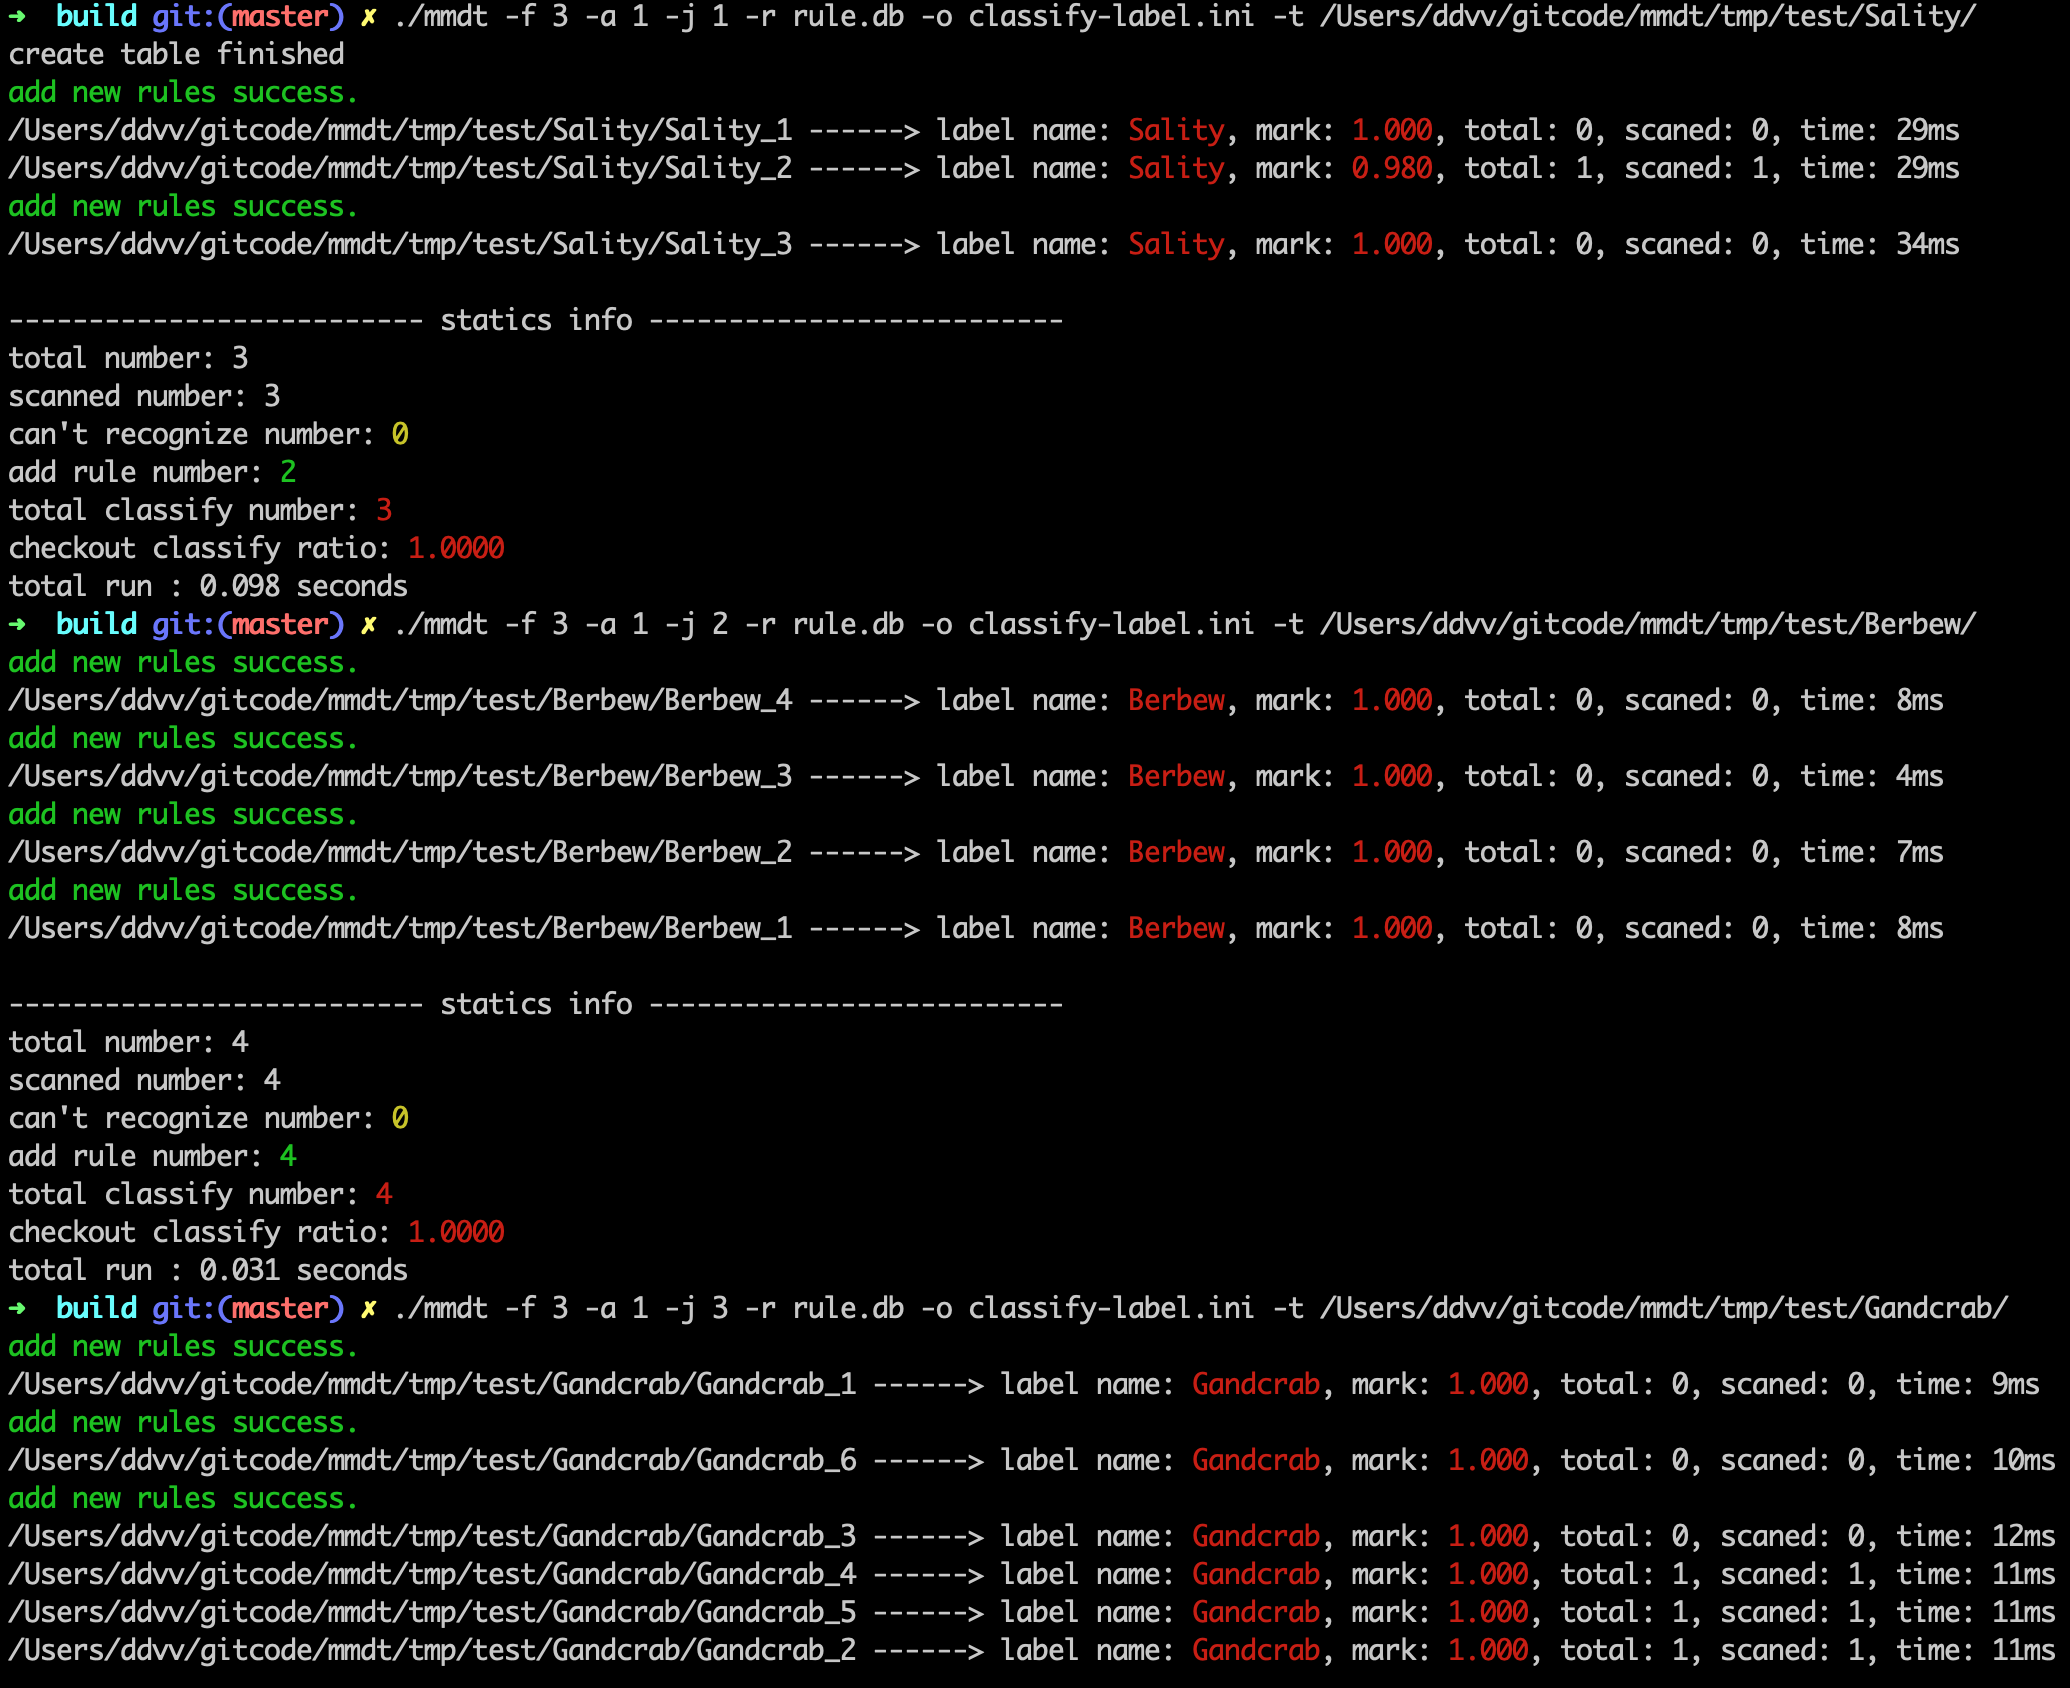 ➜  build git:(master) ✗ ./mmdt -f 3 -a 1 -j 1 -r rule.db -o classify-label.ini -t /Users/ddvv/gitcode/mmdt/tmp/test/Sality/
create table finished
add new rules success.
/Users/ddvv/gitcode/mmdt/tmp/test/Sality/Sality_1 ------> label name: Sality, mark: 1.000, total: 0, scaned: 0, time: 29ms
/Users/ddvv/gitcode/mmdt/tmp/test/Sality/Sality_2 ------> label name: Sality, mark: 0.980, total: 1, scaned: 1, time: 29ms
add new rules success.
/Users/ddvv/gitcode/mmdt/tmp/test/Sality/Sality_3 ------> label name: Sality, mark: 1.000, total: 0, scaned: 0, time: 34ms
-------------------------- statics info --------------------------
total number: 3
scanned number: 3
can't recognize number: 0
add rule number: 2
total classify number: 3
checkout classify ratio: 1.0000
total run : 0.098 seconds
➜  build git:(master) ✗ ./mmdt -f 3 -a 1 -j 2 -r rule.db -o classify-label.ini -t /Users/ddvv/gitcode/mmdt/tmp/test/Berbew/
add new rules success.
/Users/ddvv/gitcode/mmdt/tmp/test/Berbew/Berbew_4 ------> label name: Berbew, mark: 1.000, total: 0, scaned: 0, time: 8ms
add new rules success.
/Users/ddvv/gitcode/mmdt/tmp/test/Berbew/Berbew_3 ------> label name: Berbew, mark: 1.000, total: 0, scaned: 0, time: 4ms
add new rules success.
/Users/ddvv/gitcode/mmdt/tmp/test/Berbew/Berbew_2 ------> label name: Berbew, mark: 1.000, total: 0, scaned: 0, time: 7ms
add new rules success.
/Users/ddvv/gitcode/mmdt/tmp/test/Berbew/Berbew_1 ------> label name: Berbew, mark: 1.000, total: 0, scaned: 0, time: 8ms
-------------------------- statics info --------------------------
total number: 4
scanned number: 4
can't recognize number: 0
add rule number: 4
total classify number: 4
checkout classify ratio: 1.0000
total run : 0.031 seconds
➜  build git:(master) ✗ ./mmdt -f 3 -a 1 -j 3 -r rule.db -o classify-label.ini -t /Users/ddvv/gitcode/mmdt/tmp/test/Gandcrab/
add new rules success.
/Users/ddvv/gitcode/mmdt/tmp/test/Gandcrab/Gandcrab_1 ------> label name: Gandcrab, mark: 1.000, total: 0, scaned: 0, time: 9ms
add new rules success.
/Users/ddvv/gitcode/mmdt/tmp/test/Gandcrab/Gandcrab_6 ------> label name: Gandcrab, mark: 1.000, total: 0, scaned: 0, time: 10ms
add new rules success.
/Users/ddvv/gitcode/mmdt/tmp/test/Gandcrab/Gandcrab_3 ------> label name: Gandcrab, mark: 1.000, total: 0, scaned: 0, time: 12ms
/Users/ddvv/gitcode/mmdt/tmp/test/Gandcrab/Gandcrab_4 ------> label name: Gandcrab, mark: 1.000, total: 1, scaned: 1, time: 11ms
/Users/ddvv/gitcode/mmdt/tmp/test/Gandcrab/Gandcrab_5 ------> label name: Gandcrab, mark: 1.000, total: 1, scaned: 1, time: 11ms
/Users/ddvv/gitcode/mmdt/tmp/test/Gandcrab/Gandcrab_2 ------> label name: Gandcrab, mark: 1.000, total: 1, scaned: 1, time: 11ms